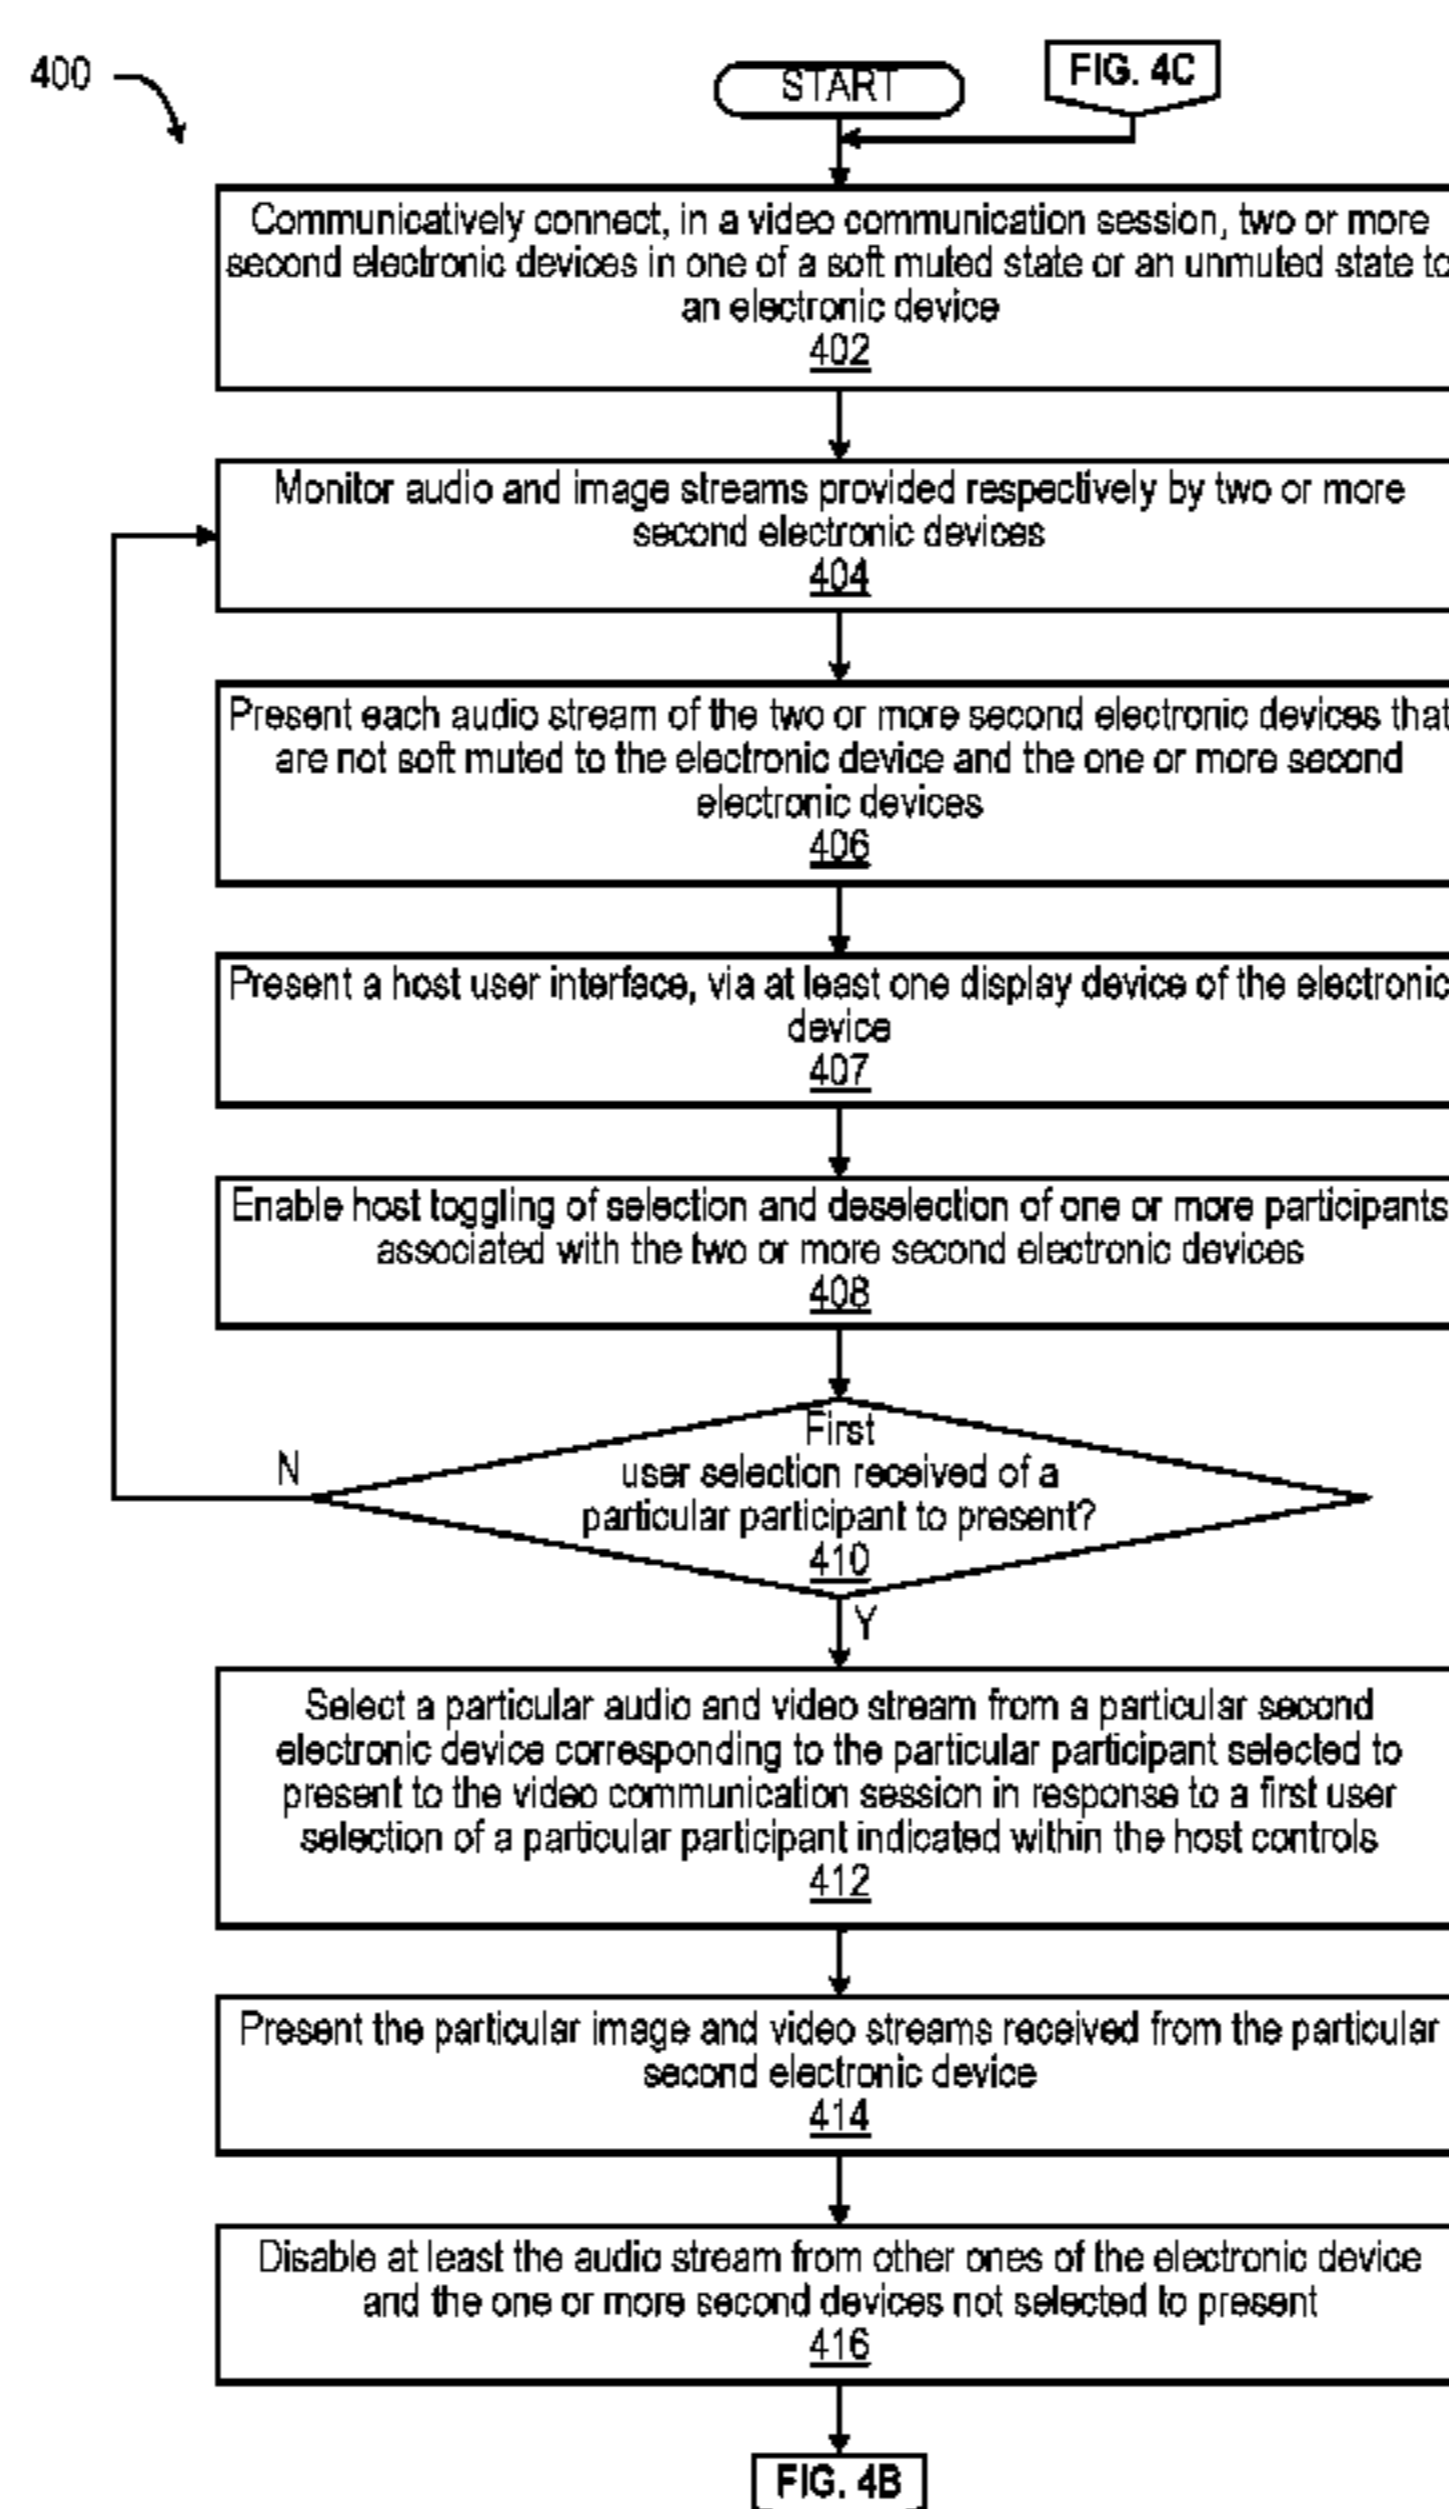 400
START
FIG. 4C
Communicatively connect, in a video communication session, two or more
second electronic devices in one of a soft muted state or an unmuted state to
an electronic device
402
Monitor audio and image streams provided respectively by two or more
second electronic devices
404
Present each audio stream of the two or more second electronic devices that
are not soft muted to the electronic device and the one or more second
electronic devices
406
Present a host user interface, via at least one display device of the electronic
device
407
Enable host toggling of selection and deselection of one or more participants
associated with the two or more second electronic devices
408
First
user selection received of a
particular participant to present?
410
N
Y
Select a particular audio and video stream from a particular second
electronic device corresponding to the particular participant selected to
present to the video communication session in response to a first user
selection of a particular participant indicated within the host controls
412
Present the particular image and video streams received from the particular
second electronic device
414
Disable at least the audio stream from other ones of the electronic device
and the one or more second devices not selected to present
416
FIG. 4B